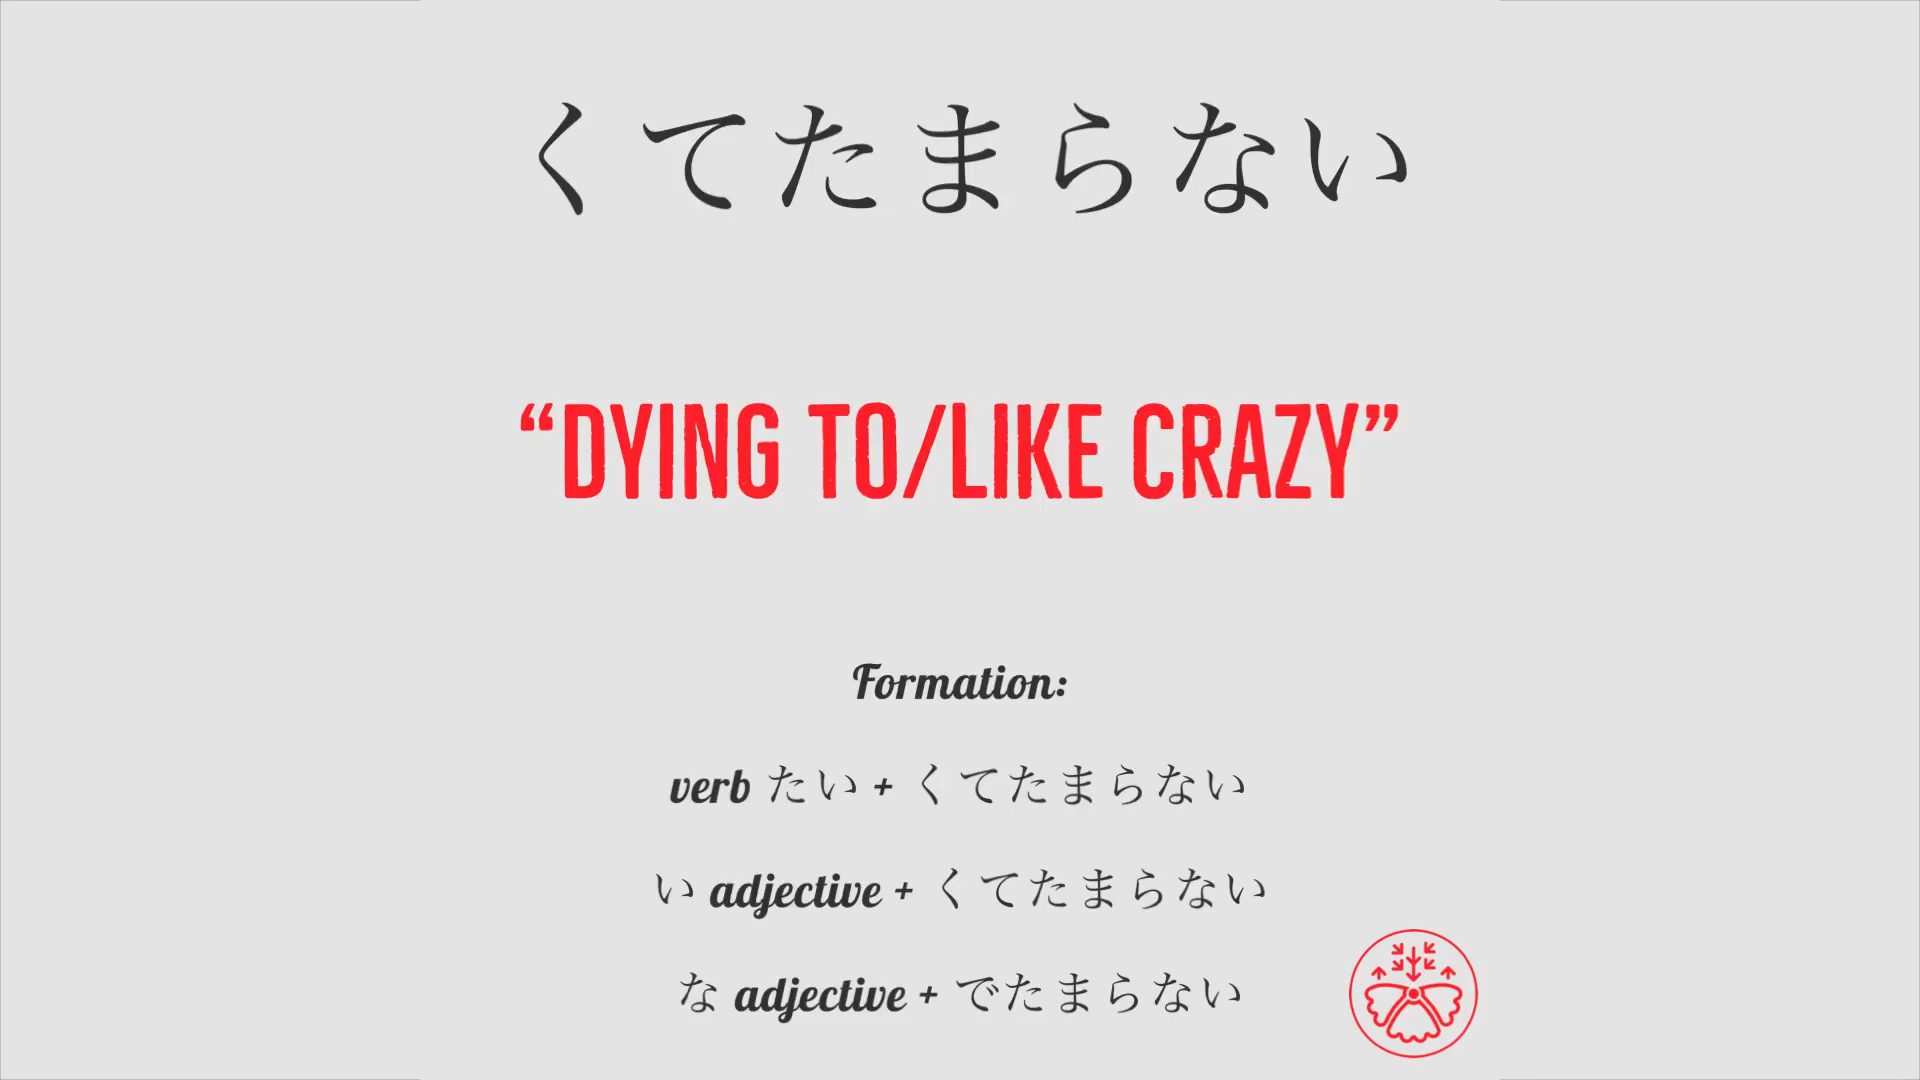 くてたまらない
“DYING TO/LIKE CRAZY”
Formation:
verb たい + くてたまらない
い adjective + くてたまらない
な adjective + でたまらない